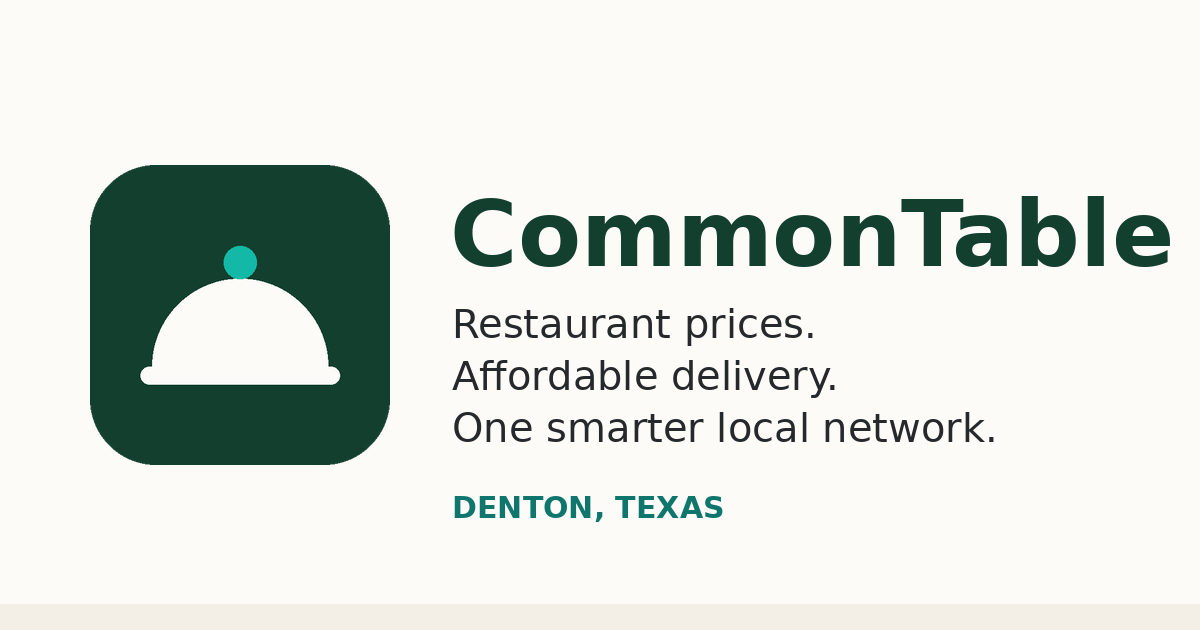 CommonTable
Restaurant prices.
Affordable delivery.
One smarter local network.
DENTON, TEXAS